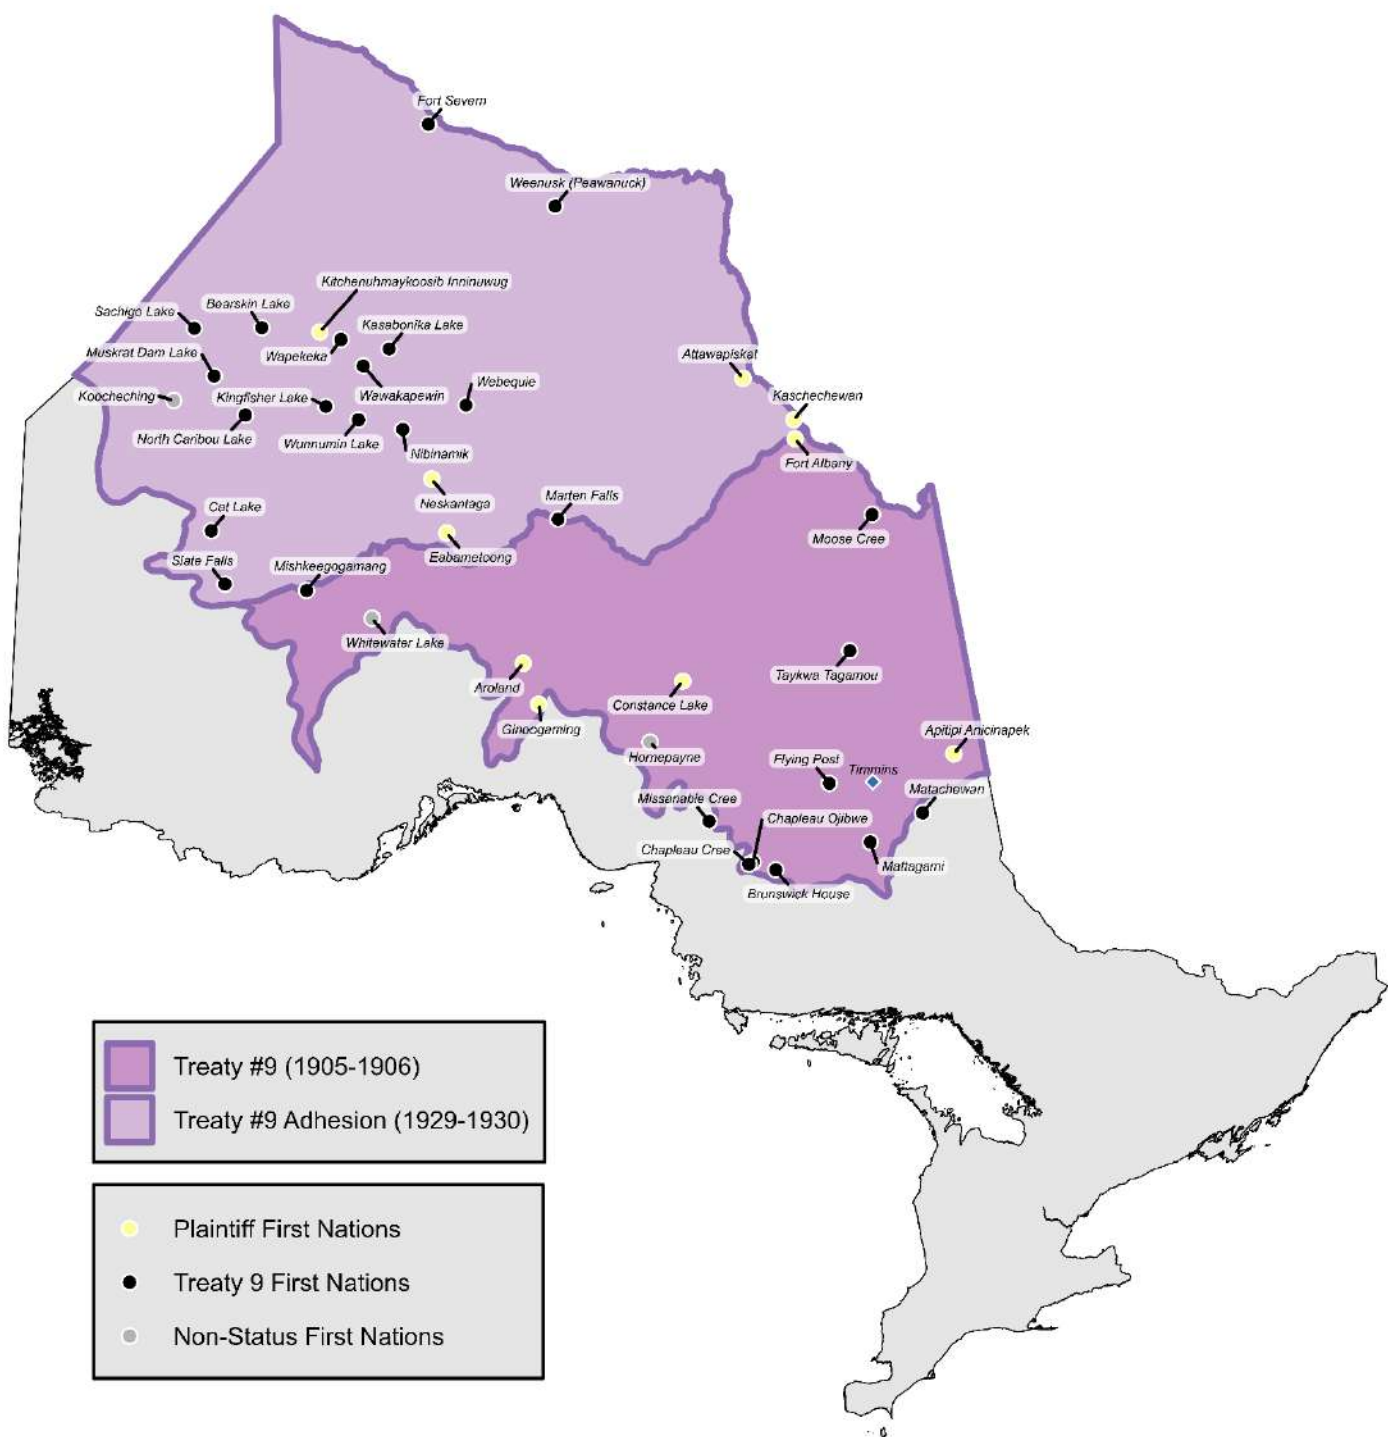 Fort Severn
Weenusk (Peawanuck)
Kitchenuhmaykoosib Inninuwug
Bearskin Lake
Sachigo Lake
Kasabonika Lake
Wapekeka
Muskrat Dam Lake
Attawapiskat
Webequie
Wawakapewin
Koocheching
Kingfisher Lake
Kaschechewan
North Caribou Lake
Wunnumin Lake
Nibinamik
Fort Albany
Neskantaga
Marten Falls
Cat Lake
Moose Cree
Eabametoong
Slate Falls
Mishkeegogamang
Whitewater Lake
Taykwa Tagamou
Aroland
Constance Lake
Ginoogaming
Apitipi Anicinapek
Hornepayne
Flying Post
Timmins
Matachewan
Missanabie Cree
Chapleau Ojibwe
Chapleau Cree
Mattagami
Brunswick House
Treaty #9 (1905-1906)
Treaty #9 Adhesion (1929-1930)
Plaintiff First Nations
Treaty 9 First Nations
Non-Status First Nations